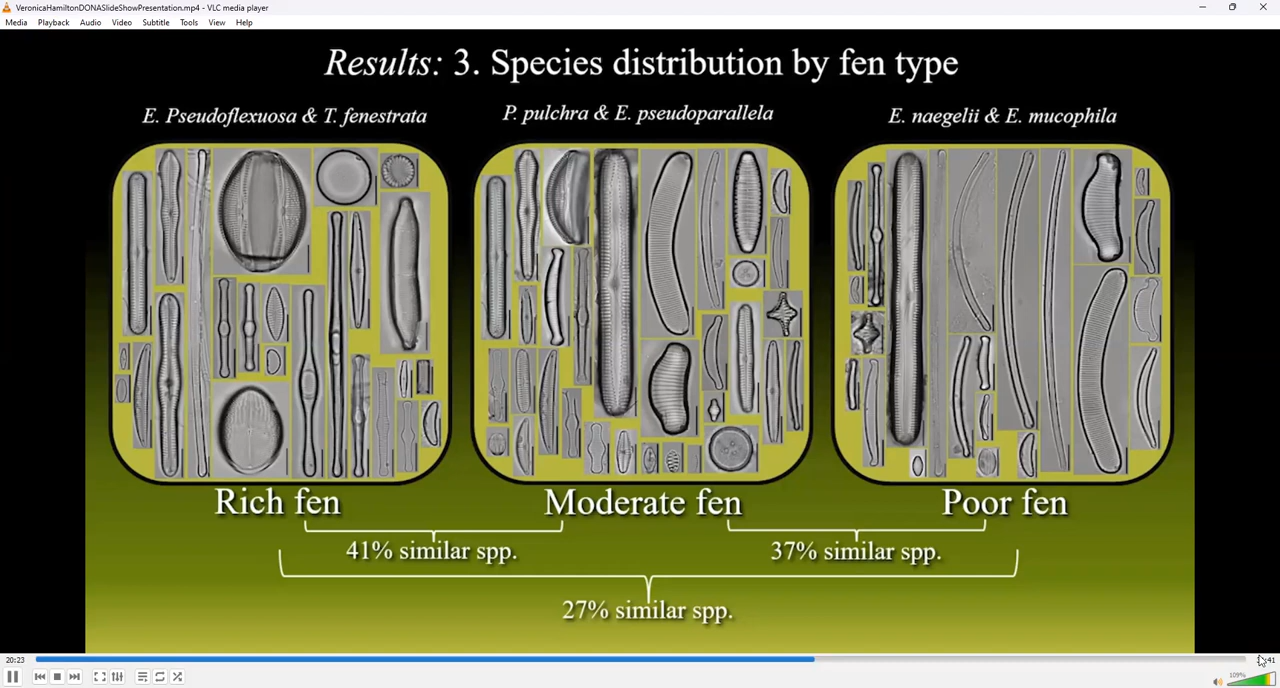 VeronicaHamiltonDONASlideShowPresentation.mp4 - VLC media player
Media Playback Audio Video Subtitle Tools View Help
Results: 3. Species distribution by fen type
E. Pseudoflexuosa & T. fenestrata
P. pulchra & E. pseudoparallela
E. naegelii & E. mucophila
Rich fen
Moderate fen
Poor fen
41% similar spp.
37% similar spp.
27% similar spp.
20:23
109%